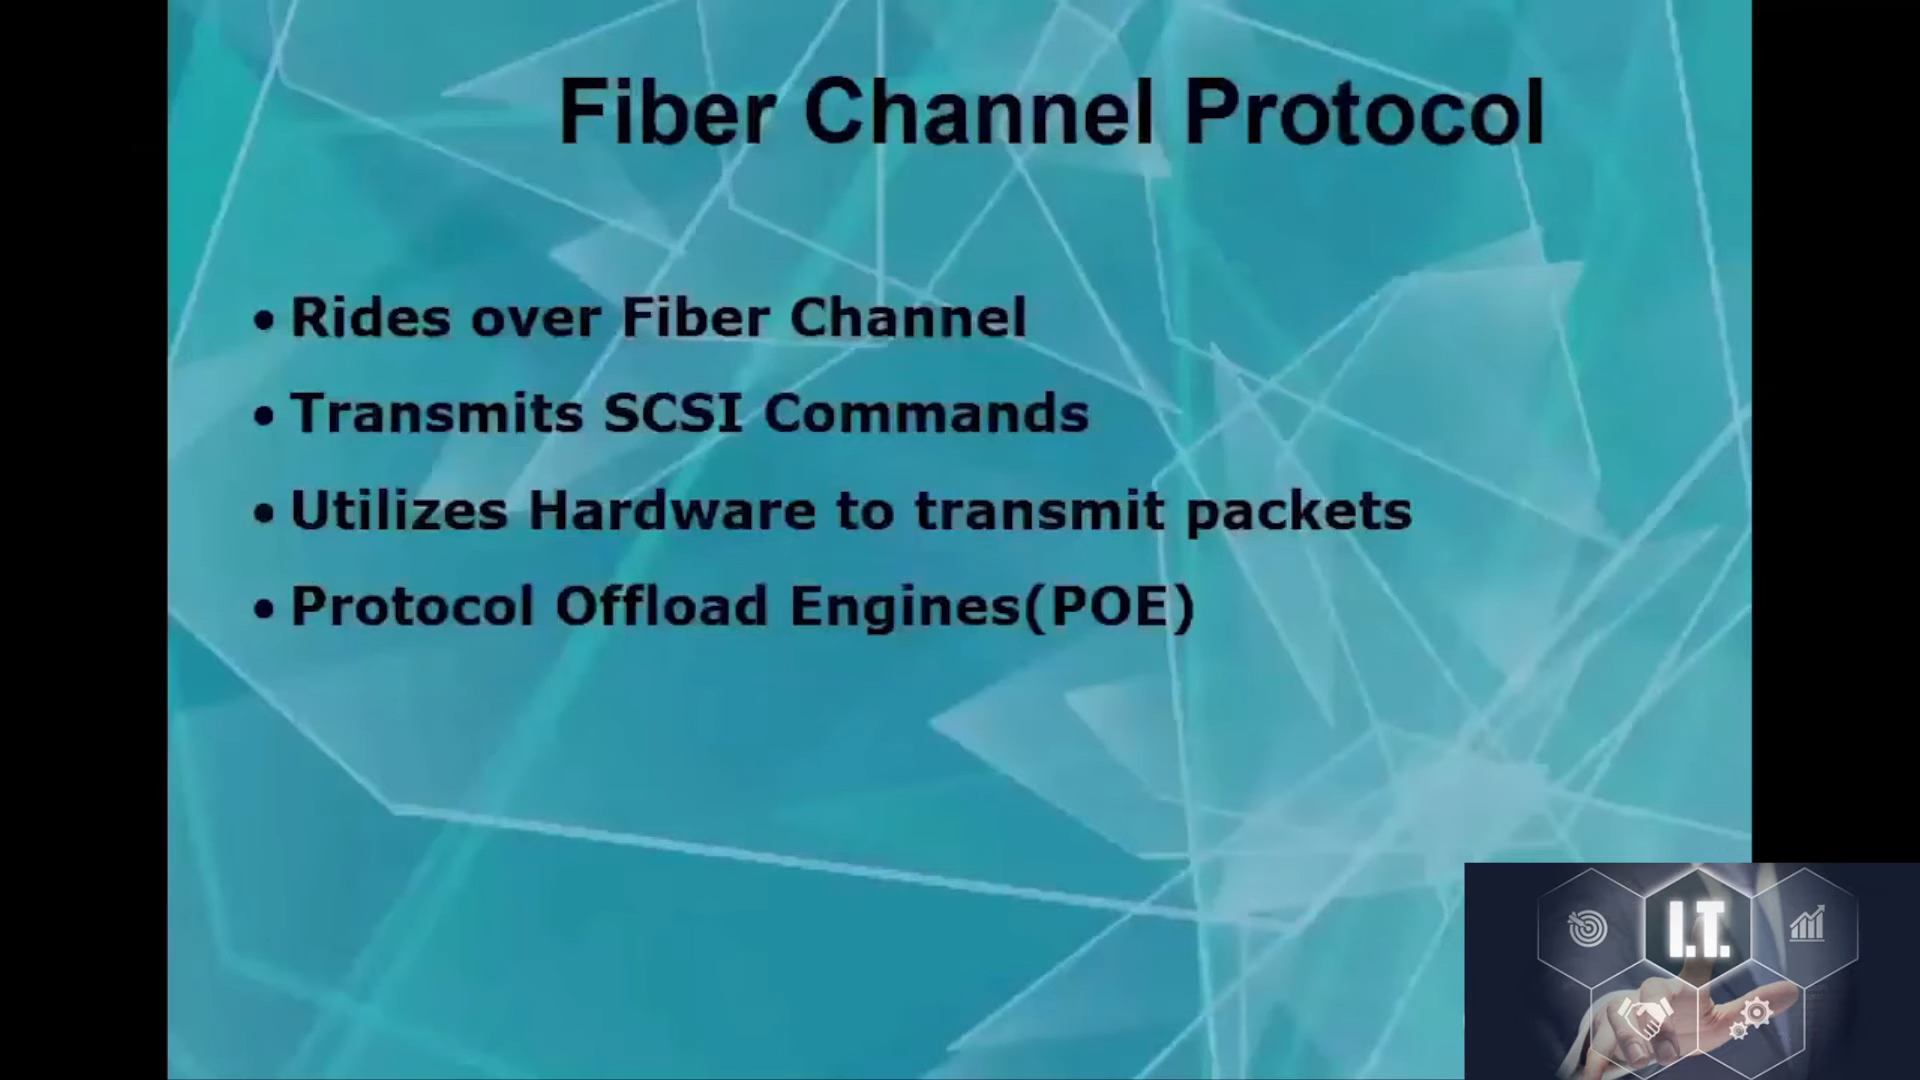 Fiber Channel Protocol
• Rides over Fiber Channel
• Transmits SCSI Commands
• Utilizes Hardware to transmit packets
• Protocol Offload Engines(POE)
I.T.